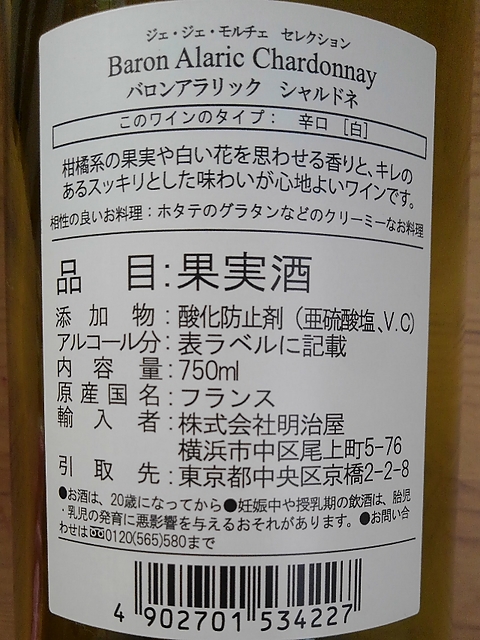 ジェ・ジェ・モルチェ セレクション
Baron Alaric Chardonnay
バロンアラリック シャルドネ
このワインのタイプ： 辛口 [白]
柑橘系の果実や白い花を思わせる香りと、キレの
あるスッキリとした味わいが心地よいワインです。
相性の良いお料理：ホタテのグラタンなどのクリーミーなお料理
品目：果実酒
添加物：酸化防止剤（亜硫酸塩、V.C）
アルコール分：表ラベルに記載
内容量：750ml
原産国名：フランス
輸入者：株式会社明治屋
横浜市中区尾上町5-76
引取先：東京都中央区京橋2-2-8
●お酒は、20歳になってから●妊娠中や授乳期の飲酒は、胎児
・乳児の発育に悪影響を与えるおそれがあります。●お問い合
わせは0120(565)580まで
4 902701 534227